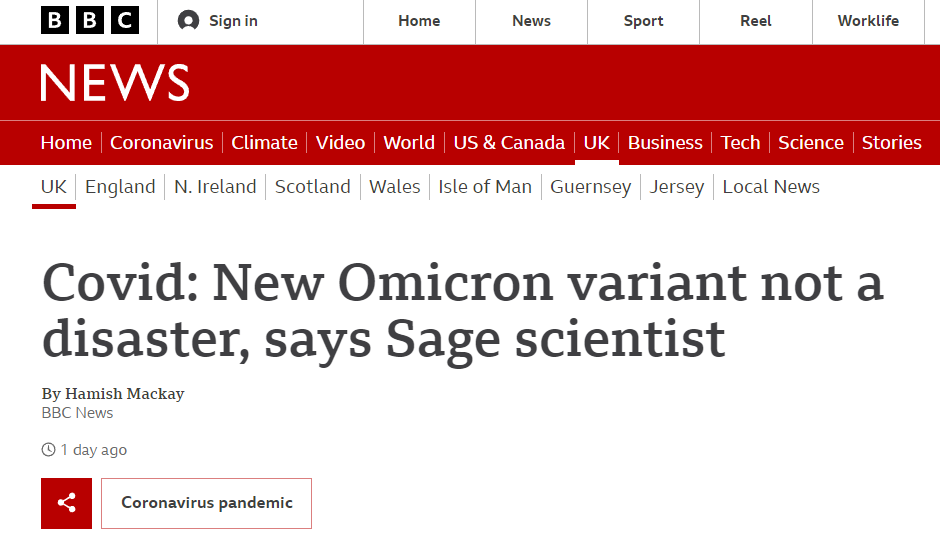 BBC Sign in Home News Sport Reel Worklife
NEWS
Home Coronavirus Climate Video World US & Canada UK Business Tech Science Stories
UK England N. Ireland Scotland Wales Isle of Man Guernsey Jersey Local News
Covid: New Omicron variant not a
disaster, says Sage scientist
By Hamish Mackay
BBC News
1 day ago
Coronavirus pandemic